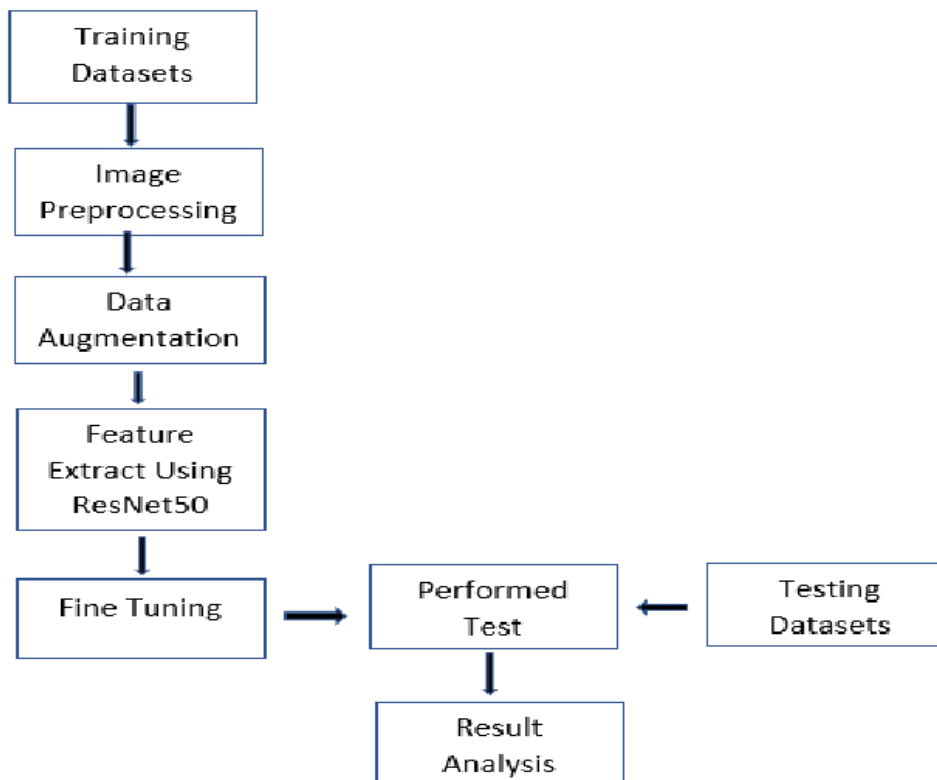 Training
Datasets
Image
Preprocessing
Data
Augmentation
Feature
Extract Using
ResNet50
Fine Tuning
Performed
Test
Testing
Datasets
Result
Analysis